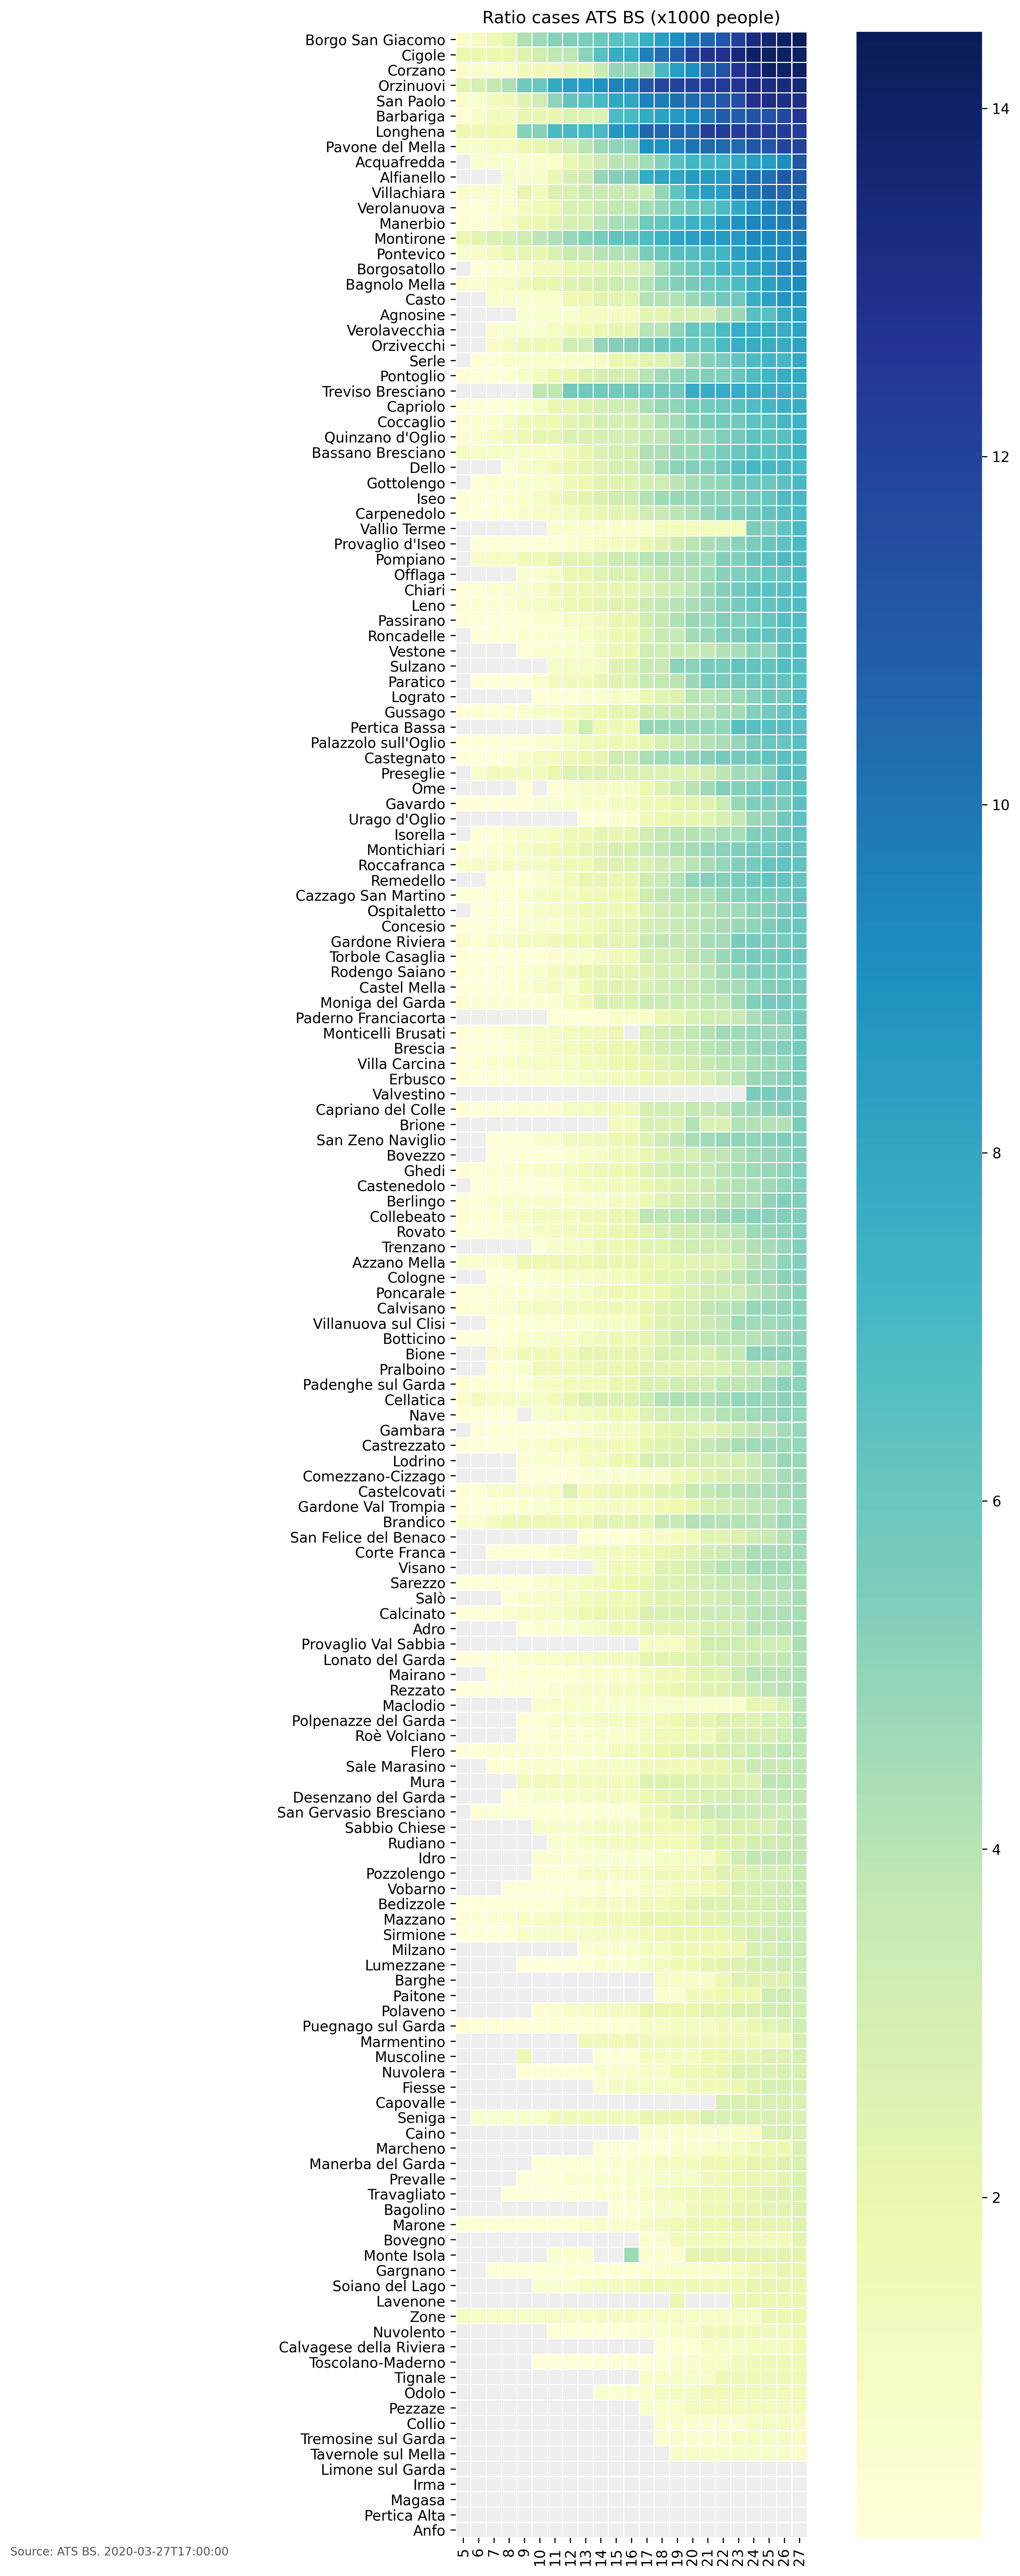 Ratio cases ATS BS (x1000 people)
Borgo San Giacomo
Cigole
Corzano
Orzinuovi
San Paolo
Barbariga
Longhena
Pavone del Mella
Acquafredda
Alfianello
Villachiara
Verolanuova
Manerbio
Montirone
Pontevico
Borgosatollo
Bagnolo Mella
Casto
Agnosine
Verolavecchia
Orzivecchi
Serle
Pontoglio
Treviso Bresciano
Capriolo
Coccaglio
Quinzano d'Oglio
Bassano Bresciano
Dello
Gottolengo
Iseo
Carpenedolo
Vallio Terme
Provaglio d'Iseo
Pompiano
Offlaga
Chiari
Leno
Passirano
Roncadelle
Vestone
Sulzano
Paratico
Lograto
Gussago
Pertica Bassa
Palazzolo sull'Oglio
Castegnato
Preseglie
Ome
Gavardo
Urago d'Oglio
Isorella
Montichiari
Roccafranca
Remedello
Cazzago San Martino
Ospitaletto
Concesio
Gardone Riviera
Torbole Casaglia
Rodengo Saiano
Castel Mella
Moniga del Garda
Paderno Franciacorta
Monticelli Brusati
Brescia
Villa Carcina
Erbusco
Valvestino
Capriano del Colle
Brione
San Zeno Naviglio
Bovezzo
Ghedi
Castenedolo
Berlingo
Collebeato
Rovato
Trenzano
Azzano Mella
Cologne
Poncarale
Calvisano
Villanuova sul Clisi
Botticino
Bione
Pralboino
Padenghe sul Garda
Cellatica
Nave
Gambara
Castrezzato
Lodrino
Comezzano-Cizzago
Castelcovati
Gardone Val Trompia
Brandico
San Felice del Benaco
Corte Franca
Visano
Sarezzo
Salò
Calcinato
Adro
Provaglio Val Sabbia
Lonato del Garda
Mairano
Rezzato
Maclodio
Polpenazze del Garda
Roè Volciano
Flero
Sale Marasino
Mura
Desenzano del Garda
San Gervasio Bresciano
Sabbio Chiese
Rudiano
Idro
Pozzolengo
Vobarno
Bedizzole
Mazzano
Sirmione
Milzano
Lumezzane
Barghe
Paitone
Polaveno
Puegnago sul Garda
Marmentino
Muscoline
Nuvolera
Fiesse
Capovalle
Seniga
Caino
Marcheno
Manerba del Garda
Prevalle
Travagliato
Bagolino
Marone
Bovegno
Monte Isola
Gargnano
Soiano del Lago
Lavenone
Zone
Nuvolento
Calvagese della Riviera
Toscolano-Maderno
Tignale
Odolo
Pezzaze
Collio
Tremosine sul Garda
Tavernole sul Mella
Limone sul Garda
Irma
Magasa
Pertica Alta
Anfo
5 6 7 8 9 10 11 12 13 14 15 16 17 18 19 20 21 22 23 24 25 26 27
14
12
10
8
6
4
2
Source: ATS BS. 2020-03-27T17:00:00